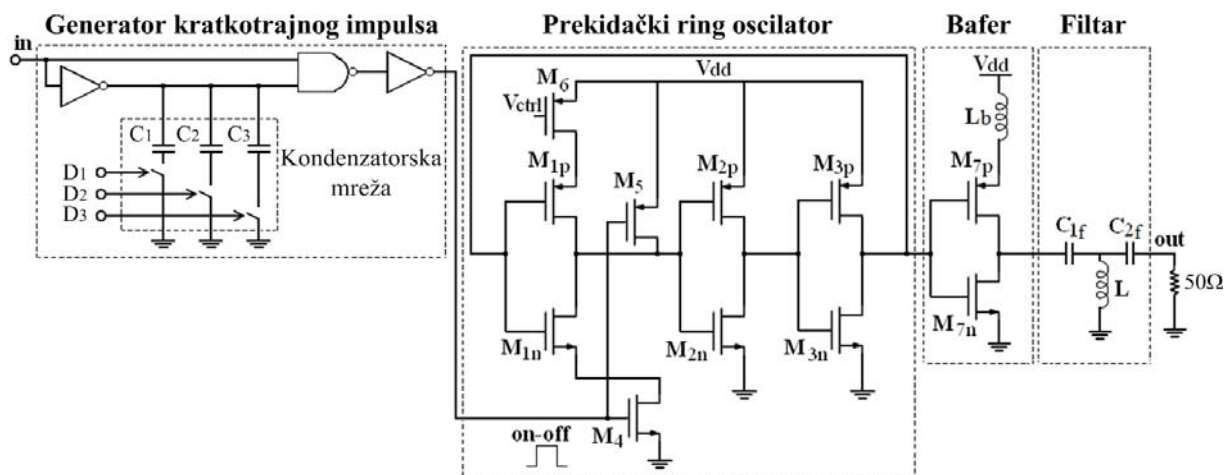 Generator kratkotrajnog impulsa
Prekidački ring oscilator
Bafer
Filtar
in
C1
C2
C3
D1
D2
D3
Kondenzatorska
mreža
Vdd
M6
Vctrl
M1p
M5
M2p
M3p
M1n
M2n
M3n
M4
on-off
Vdd
Lb
M7p
M7n
C1f
C2f
out
L
50Ω